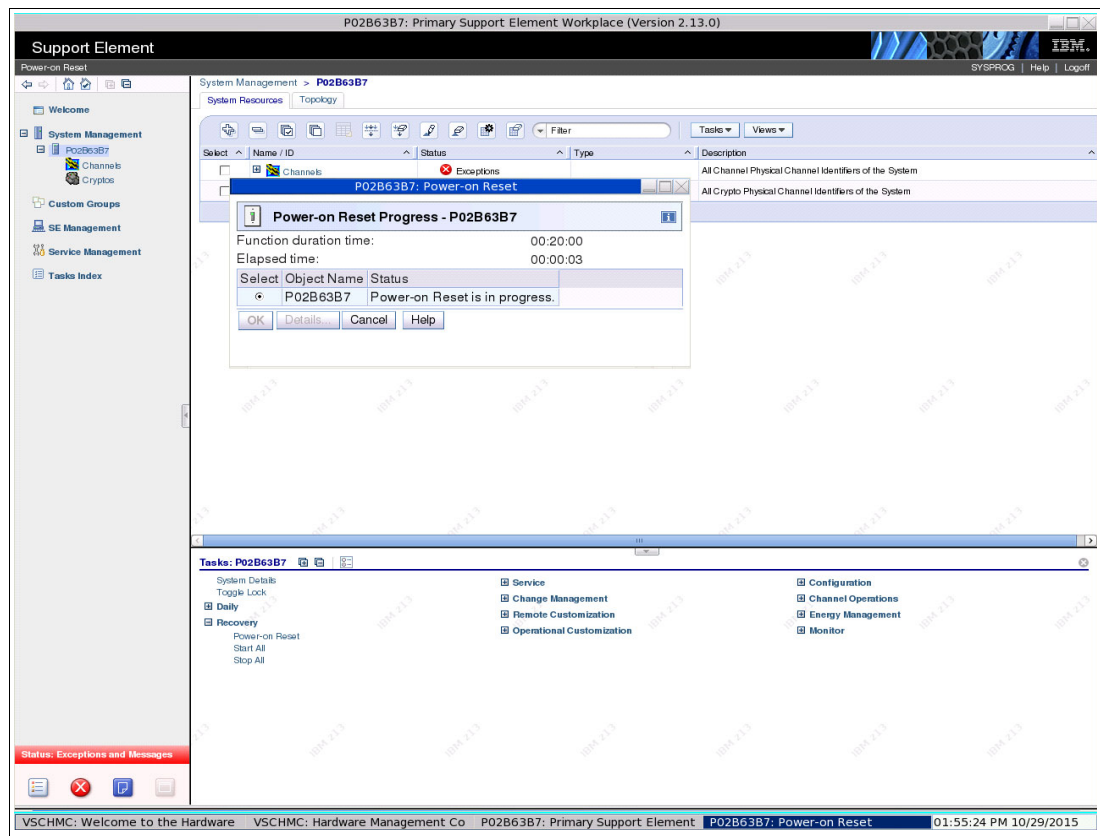 P02B63B7: Primary Support Element Workplace (Version 2.13.0)
Support Element
IBM.
Power-on Reset
SYSPROG | Help | Logoff
System Management > P02B63B7
System Resources Topology
Welcome
System Management
P02B63B7
Channels
Cryptos
Custom Groups
SE Management
Service Management
Tasks Index
Filter
Tasks Views
Select Name / ID Status Type Description
Channels Exceptions All Channel Physical Channel Identifiers of the System
All Crypto Physical Channel Identifiers of the System
P02B63B7: Power-on Reset
Power-on Reset Progress - P02B63B7
Function duration time: 00:20:00
Elapsed time: 00:00:03
Select Object Name Status
P02B63B7 Power-on Reset is in progress.
OK Details... Cancel Help
IBM z13
Tasks: P02B63B7
System Details
Toggle Lock
Daily
Recovery
Power-on Reset
Start All
Stop All
Service
Change Management
Remote Customization
Operational Customization
Configuration
Channel Operations
Energy Management
Monitor
Status: Exceptions and Messages
VSCHMC: Welcome to the Hardware VSCHMC: Hardware Management Co P02B63B7: Primary Support Element P02B63B7: Power-on Reset 01:55:24 PM 10/29/2015